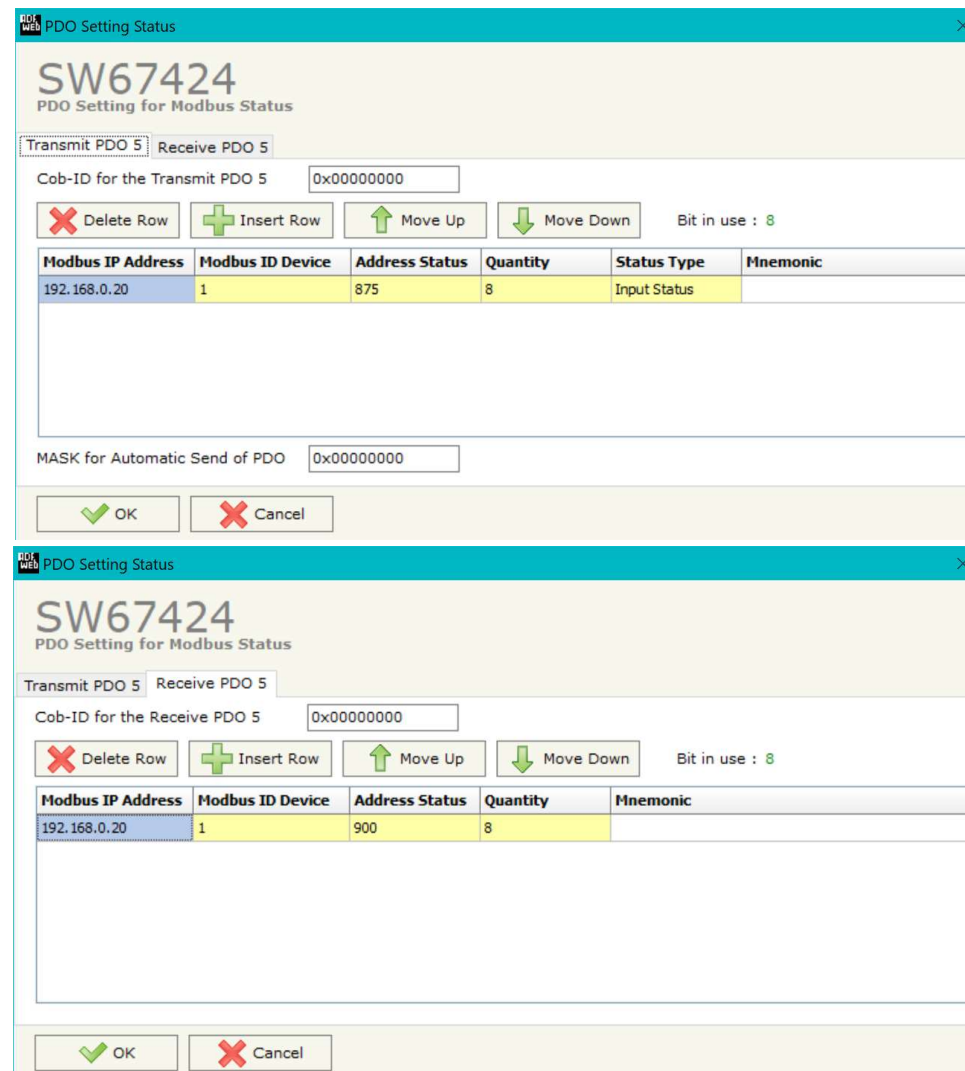 ADF WEB PDO Setting Status
SW67424
PDO Setting for Modbus Status
Transmit PDO 5 Receive PDO 5
Cob-ID for the Transmit PDO 5 0x00000000
Delete Row Insert Row Move Up Move Down Bit in use : 8
Modbus IP Address Modbus ID Device Address Status Quantity Status Type Mnemonic
192.168.0.20 1 875 8 Input Status
MASK for Automatic Send of PDO 0x00000000
OK Cancel
ADF WEB PDO Setting Status
SW67424
PDO Setting for Modbus Status
Transmit PDO 5 Receive PDO 5
Cob-ID for the Receive PDO 5 0x00000000
Delete Row Insert Row Move Up Move Down Bit in use : 8
Modbus IP Address Modbus ID Device Address Status Quantity Mnemonic
192.168.0.20 1 900 8
OK Cancel